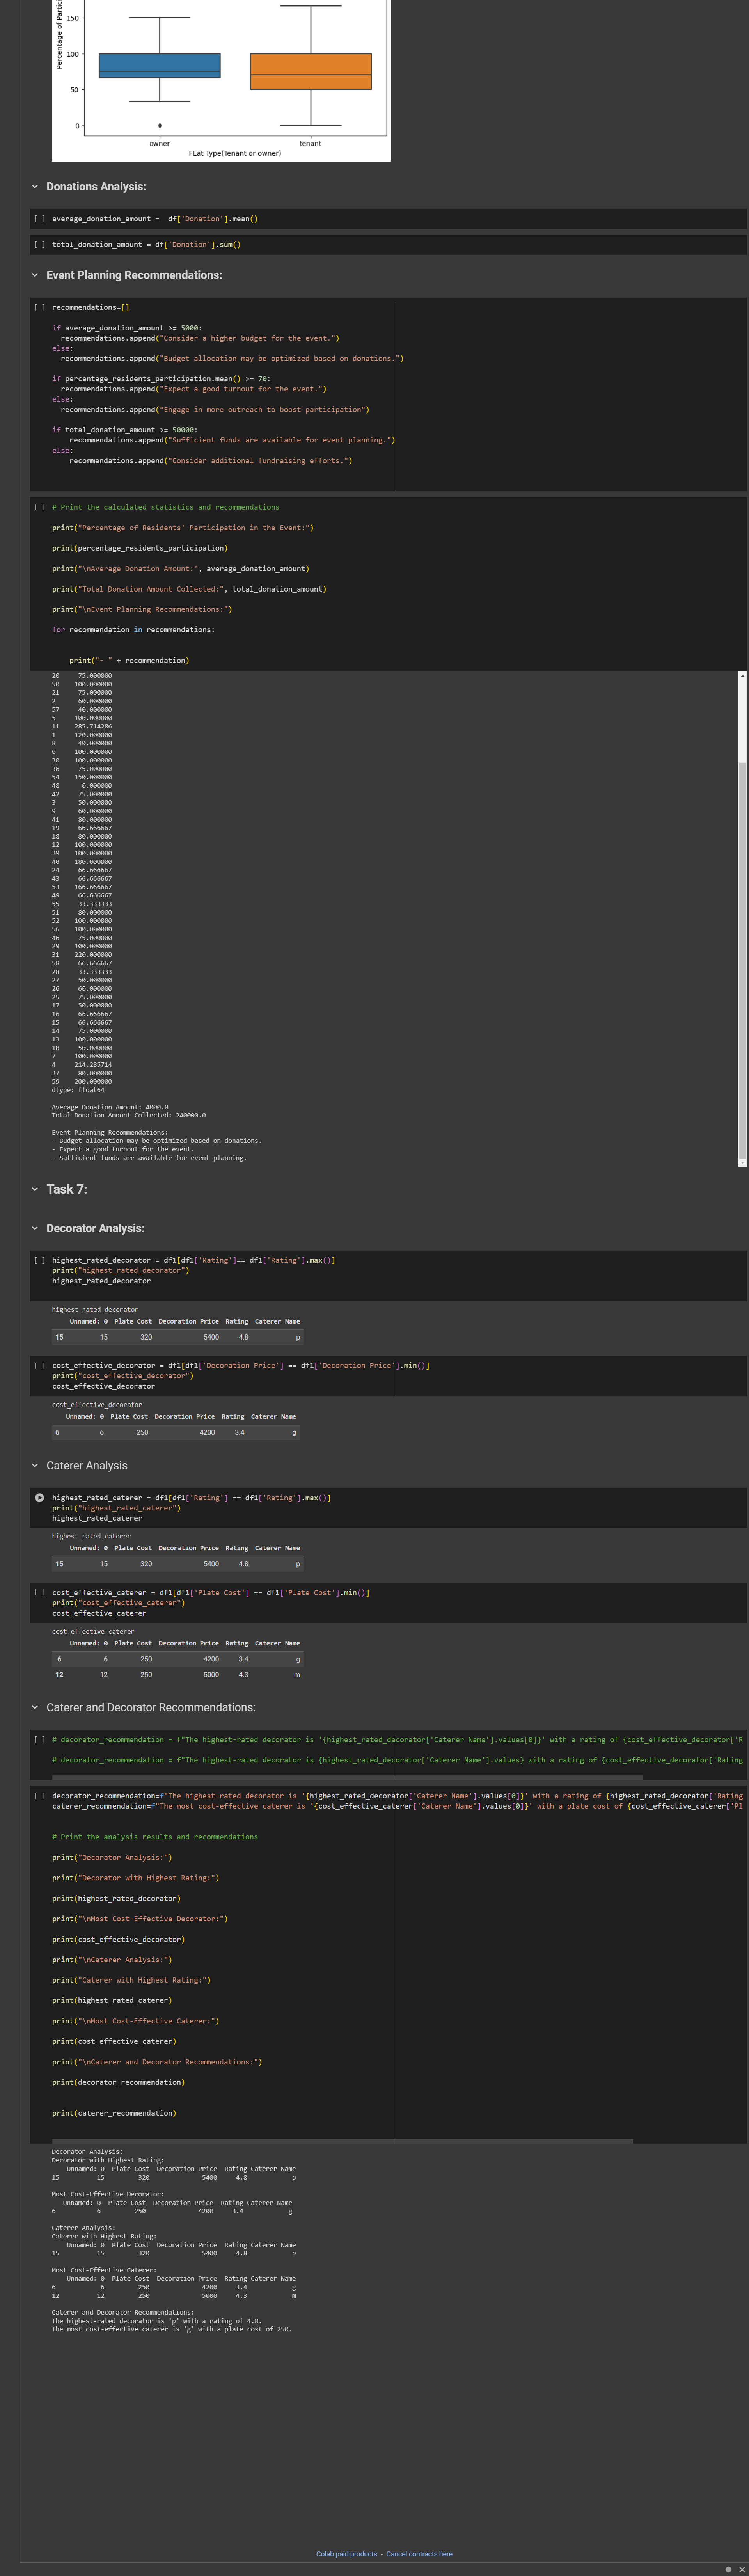 Percentage of Partici
150
100
50
0
owner
tenant
FLat Type(Tenant or owner)
Donations Analysis:
[ ] average_donation_amount =  df['Donation'].mean()
[ ] total_donation_amount = df['Donation'].sum()
Event Planning Recommendations:
[ ] recommendations=[]
if average_donation_amount >= 5000:
recommendations.append("Consider a higher budget for the event.")
else:
recommendations.append("Budget allocation may be optimized based on donations.")
if percentage_residents_participation.mean() >= 70:
recommendations.append("Expect a good turnout for the event.")
else:
recommendations.append("Engage in more outreach to boost participation")
if total_donation_amount >= 50000:
recommendations.append("Sufficient funds are available for event planning.")
else:
recommendations.append("Consider additional fundraising efforts.")
[ ] # Print the calculated statistics and recommendations
print("Percentage of Residents' Participation in the Event:")
print(percentage_residents_participation)
print("\nAverage Donation Amount:", average_donation_amount)
print("Total Donation Amount Collected:", total_donation_amount)
print("\nEvent Planning Recommendations:")
for recommendation in recommendations:
print("- " + recommendation)
20 75.000000
50 100.000000
21 75.000000
2 60.000000
57 40.000000
5 100.000000
11 285.714286
1 120.000000
8 40.000000
6 100.000000
30 100.000000
36 75.000000
54 150.000000
48 0.000000
42 75.000000
3 50.000000
9 60.000000
41 80.000000
19 66.666667
18 80.000000
12 100.000000
39 100.000000
40 180.000000
24 66.666667
43 66.666667
53 166.666667
49 66.666667
55 33.333333
51 80.000000
52 100.000000
56 100.000000
46 75.000000
29 100.000000
31 220.000000
58 66.666667
28 33.333333
27 50.000000
26 60.000000
25 75.000000
17 50.000000
16 66.666667
15 66.666667
14 75.000000
13 100.000000
10 50.000000
7 100.000000
4 214.285714
37 80.000000
59 200.000000
dtype: float64
Average Donation Amount: 4000.0
Total Donation Amount Collected: 240000.0
Event Planning Recommendations:
- Budget allocation may be optimized based on donations.
- Expect a good turnout for the event.
- Sufficient funds are available for event planning.
Task 7:
Decorator Analysis:
[ ] highest_rated_decorator = df1[df1['Rating']== df1['Rating'].max()]
print("highest_rated_decorator")
highest_rated_decorator
highest_rated_decorator
Unnamed: 0 Plate Cost Decoration Price Rating Caterer Name
15 15 320 5400 4.8 p
[ ] cost_effective_decorator = df1[df1['Decoration Price'] == df1['Decoration Price'].min()]
print("cost_effective_decorator")
cost_effective_decorator
cost_effective_decorator
Unnamed: 0 Plate Cost Decoration Price Rating Caterer Name
6 6 250 4200 3.4 g
Caterer Analysis
highest_rated_caterer = df1[df1['Rating'] == df1['Rating'].max()]
print("highest_rated_caterer")
highest_rated_caterer
highest_rated_caterer
Unnamed: 0 Plate Cost Decoration Price Rating Caterer Name
15 15 320 5400 4.8 p
[ ] cost_effective_caterer = df1[df1['Plate Cost'] == df1['Plate Cost'].min()]
print("cost_effective_caterer")
cost_effective_caterer
cost_effective_caterer
Unnamed: 0 Plate Cost Decoration Price Rating Caterer Name
6 6 250 4200 3.4 g
12 12 250 5000 4.3 m
Caterer and Decorator Recommendations:
[ ] # decorator_recommendation = f"The highest-rated decorator is '{highest_rated_decorator['Caterer Name'].values[0]}' with a rating of {cost_effective_decorator['R
# decorator_recommendation = f"The highest-rated decorator is {highest_rated_decorator['Caterer Name'].values} with a rating of {cost_effective_decorator['Rating
[ ] decorator_recommendation=f"The highest-rated decorator is '{highest_rated_decorator['Caterer Name'].values[0]}' with a rating of {highest_rated_decorator['Rating
caterer_recommendation=f"The most cost-effective caterer is '{cost_effective_caterer['Caterer Name'].values[0]}' with a plate cost of {cost_effective_caterer['Pl
# Print the analysis results and recommendations
print("Decorator Analysis:")
print("Decorator with Highest Rating:")
print(highest_rated_decorator)
print("\nMost Cost-Effective Decorator:")
print(cost_effective_decorator)
print("\nCaterer Analysis:")
print("Caterer with Highest Rating:")
print(highest_rated_caterer)
print("\nMost Cost-Effective Caterer:")
print(cost_effective_caterer)
print("\nCaterer and Decorator Recommendations:")
print(decorator_recommendation)
print(caterer_recommendation)
Decorator Analysis:
Decorator with Highest Rating:
Unnamed: 0 Plate Cost Decoration Price Rating Caterer Name
15 15 320 5400 4.8 p
Most Cost-Effective Decorator:
Unnamed: 0 Plate Cost Decoration Price Rating Caterer Name
6 6 250 4200 3.4 g
Caterer Analysis:
Caterer with Highest Rating:
Unnamed: 0 Plate Cost Decoration Price Rating Caterer Name
15 15 320 5400 4.8 p
Most Cost-Effective Caterer:
Unnamed: 0 Plate Cost Decoration Price Rating Caterer Name
6 6 250 4200 3.4 g
12 12 250 5000 4.3 m
Caterer and Decorator Recommendations:
The highest-rated decorator is 'p' with a rating of 4.8.
The most cost-effective caterer is 'g' with a plate cost of 250.
Colab paid products - Cancel contracts here